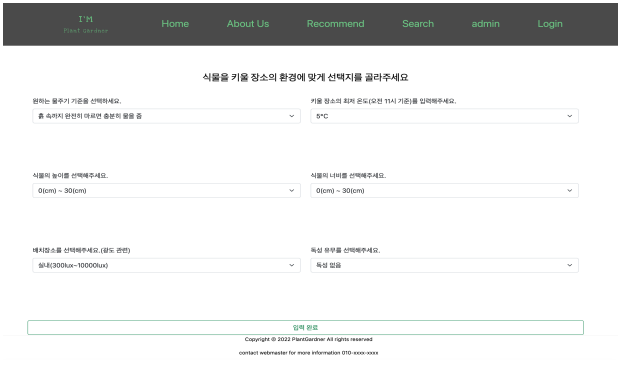 I'M
Plant Gardner
Home
About Us
Recommend
Search
admin
Login
식물을 키울 장소의 환경에 맞게 선택지를 골라주세요
원하는 물주기 기준을 선택하세요.
키울 장소의 최저 온도(오전 11시 기준)를 입력해주세요.
흙 속까지 완전히 마르면 충분히 물을 줌
5°C
식물의 높이를 선택해주세요.
식물의 너비를 선택해주세요.
0(cm) ~ 30(cm)
0(cm) ~ 30(cm)
배치장소를 선택해주세요.(광도 관련)
독성 유무를 선택해주세요.
실내(300lux~10000lux)
독성 없음
입력 완료
Copyright © 2022 PlantGardner All rights reserved
contact webmaster for more information 010-xxxx-xxxx